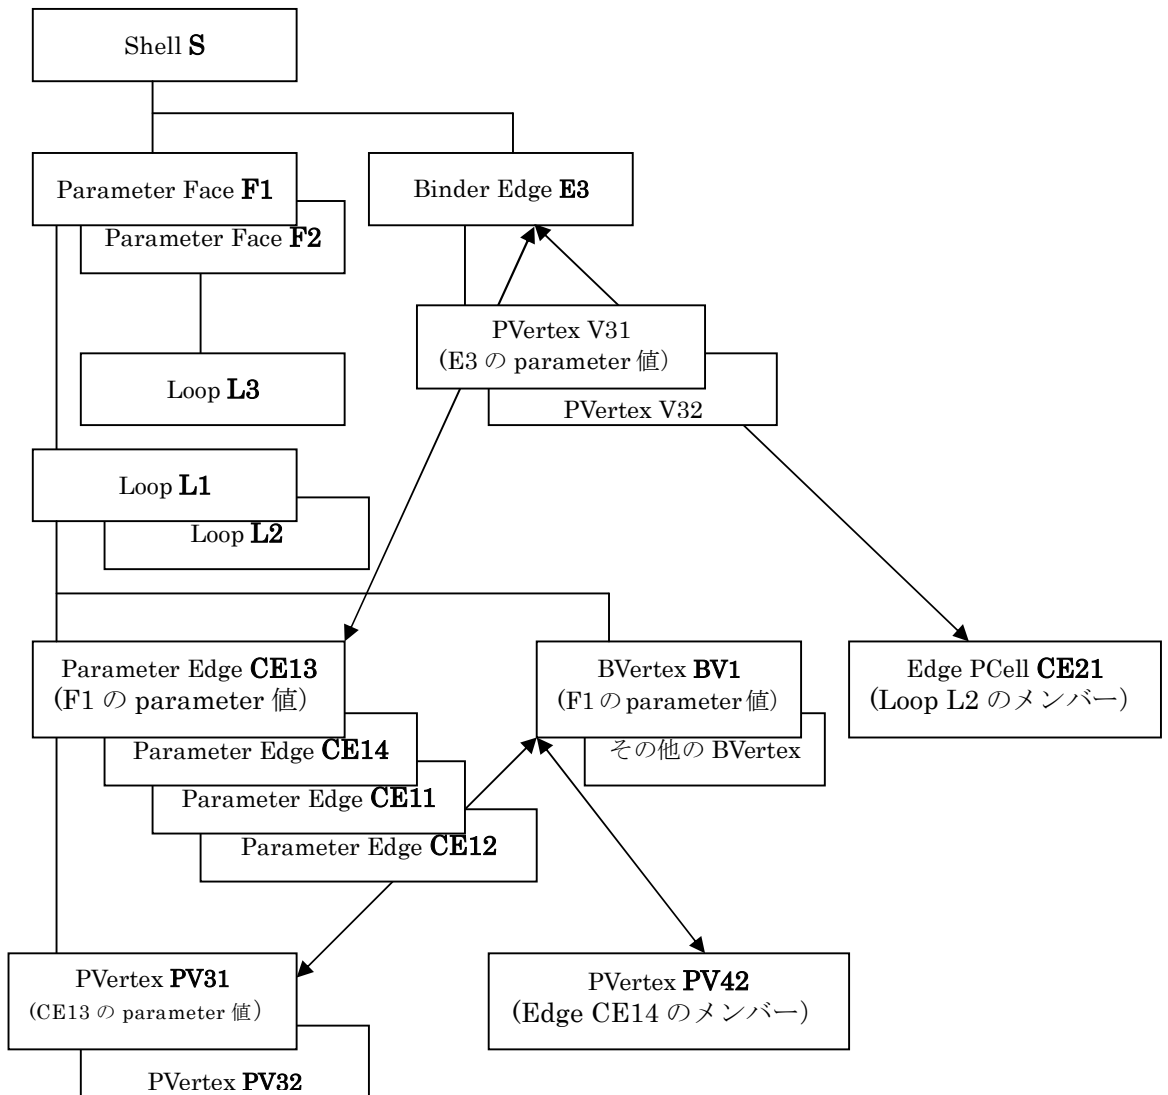 Shell S
Parameter Face F1
Binder Edge E3
Parameter Face F2
PVertex V31
(E3 の parameter 値)
Loop L3
PVertex V32
Loop L1
Loop L2
Parameter Edge CE13
(F1 の parameter 値)
BVertex BV1
(F1 の parameter 値)
Edge PCell CE21
(Loop L2 のメンバー)
Parameter Edge CE14
その他の BVertex
Parameter Edge CE11
Parameter Edge CE12
PVertex PV31
(CE13 の parameter 値)
PVertex PV42
(Edge CE14 のメンバー)
PVertex PV32